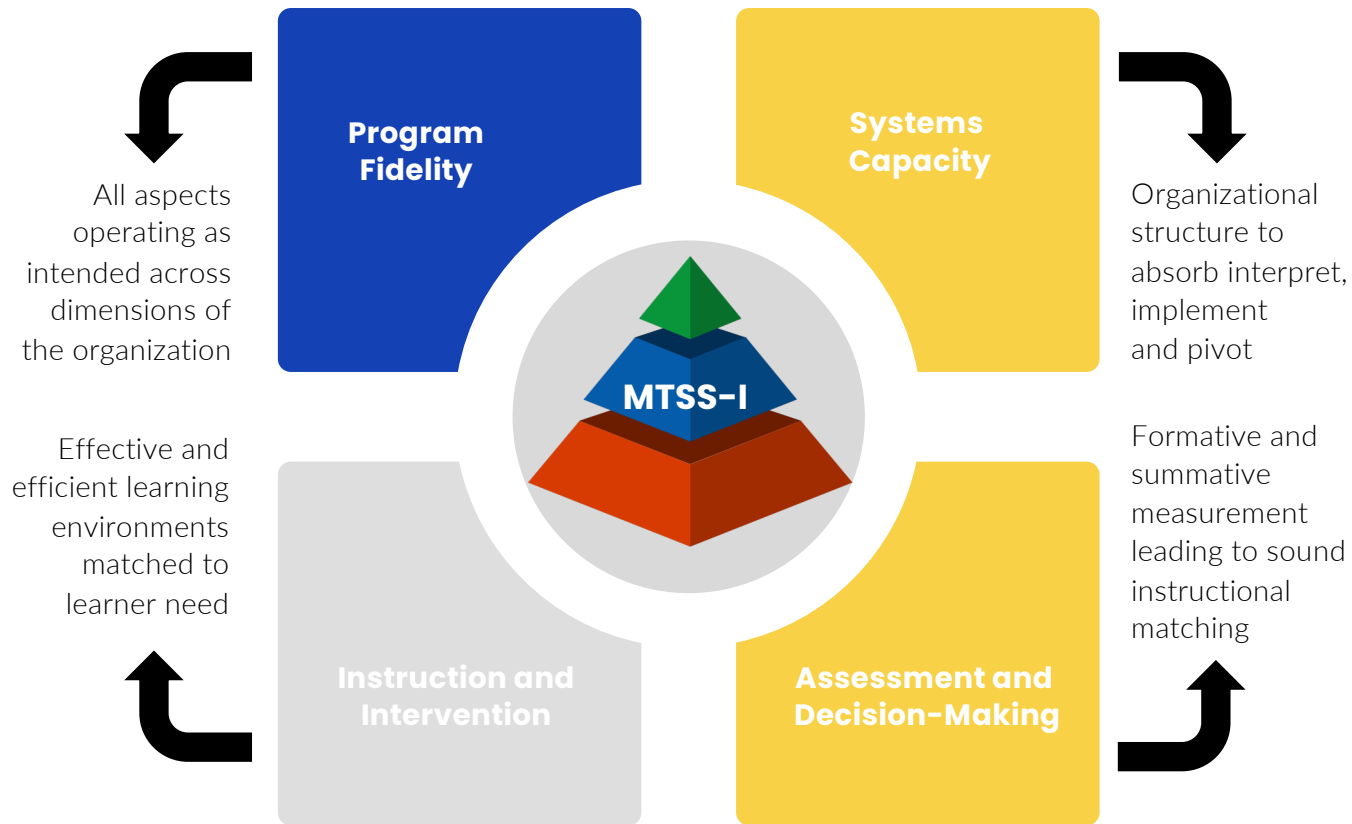 Program
Fidelity
All aspects
operating as
intended across
dimensions of
the organization
Systems
Capacity
Organizational
structure to
absorb interpret,
implement
and pivot
MTSS-I
Effective and
efficient learning
environments
matched to
learner need
Instruction and
Intervention
Assessment and
Decision-Making
Formative and
summative
measurement
leading to sound
instructional
matching